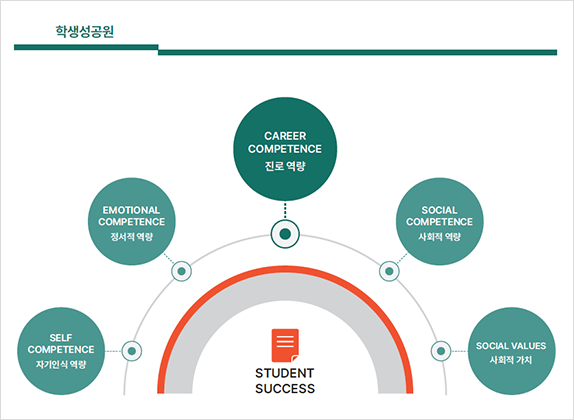 학생성공원
CAREER
COMPETENCE
진로 역량
EMOTIONAL
COMPETENCE
정서적 역량
SOCIAL
COMPETENCE
사회적 역량
SELF
COMPETENCE
자기인식 역량
SOCIAL VALUES
사회적 가치
STUDENT
SUCCESS